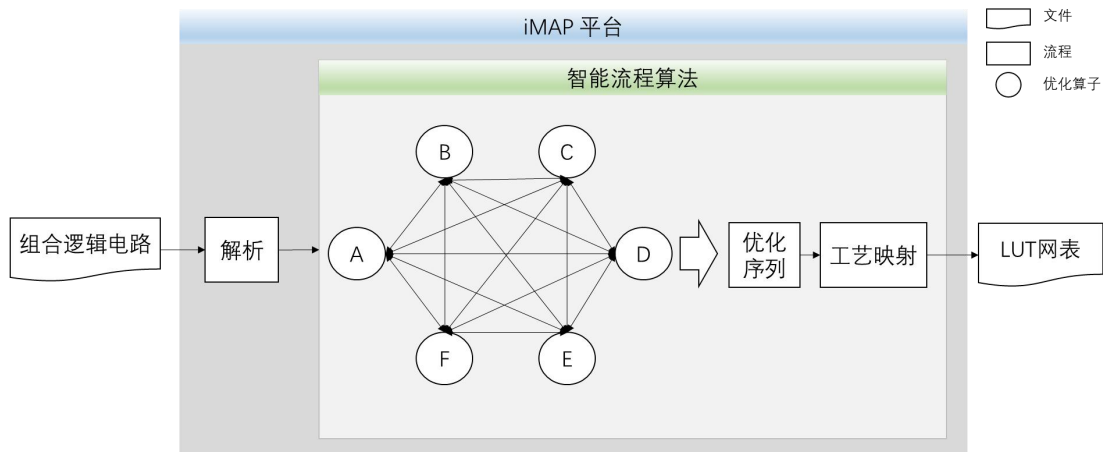 iMAP 平台
文件
流程
优化算子
智能流程算法
B
C
组合逻辑电路
解析
A
D
优化
序列
工艺映射
LUT网表
F
E